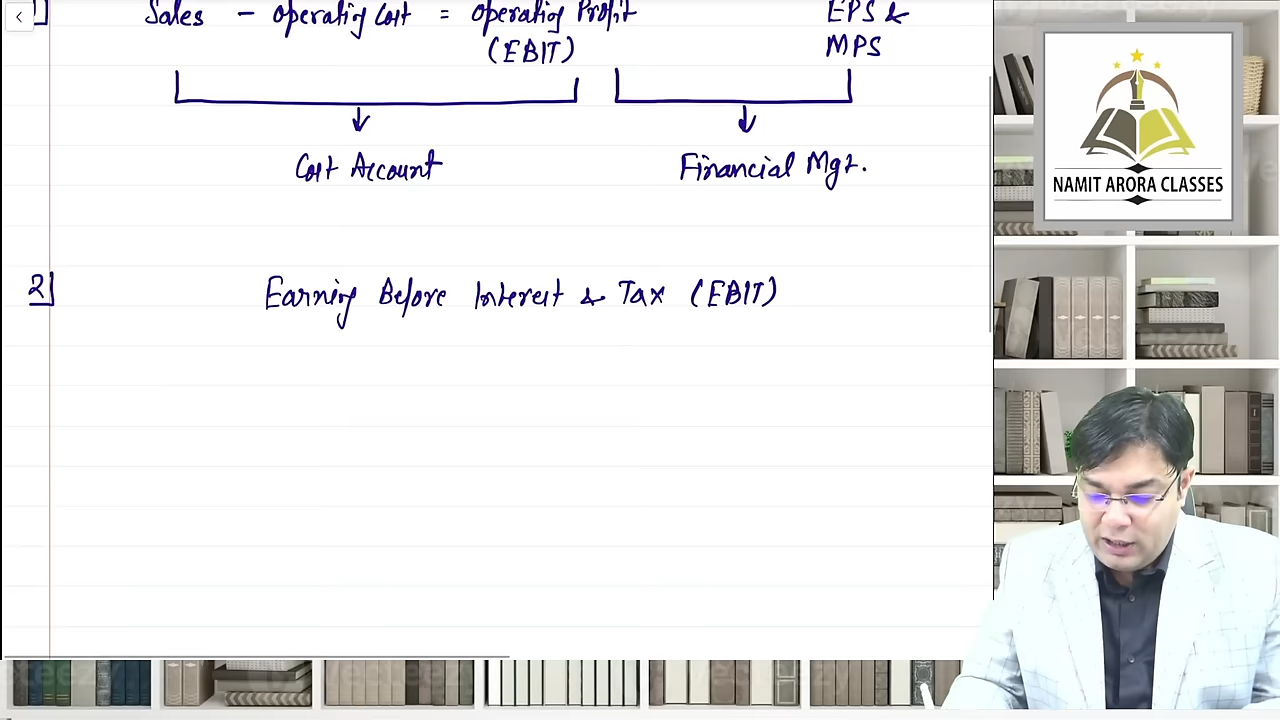 1]
Sales - operating Cost = operating Profit
(EBIT)
EPS &
MPS
Cost Account
Financial Mgt.
2]
Earning Before Interest & Tax (EBIT)
NAMIT ARORA CLASSES